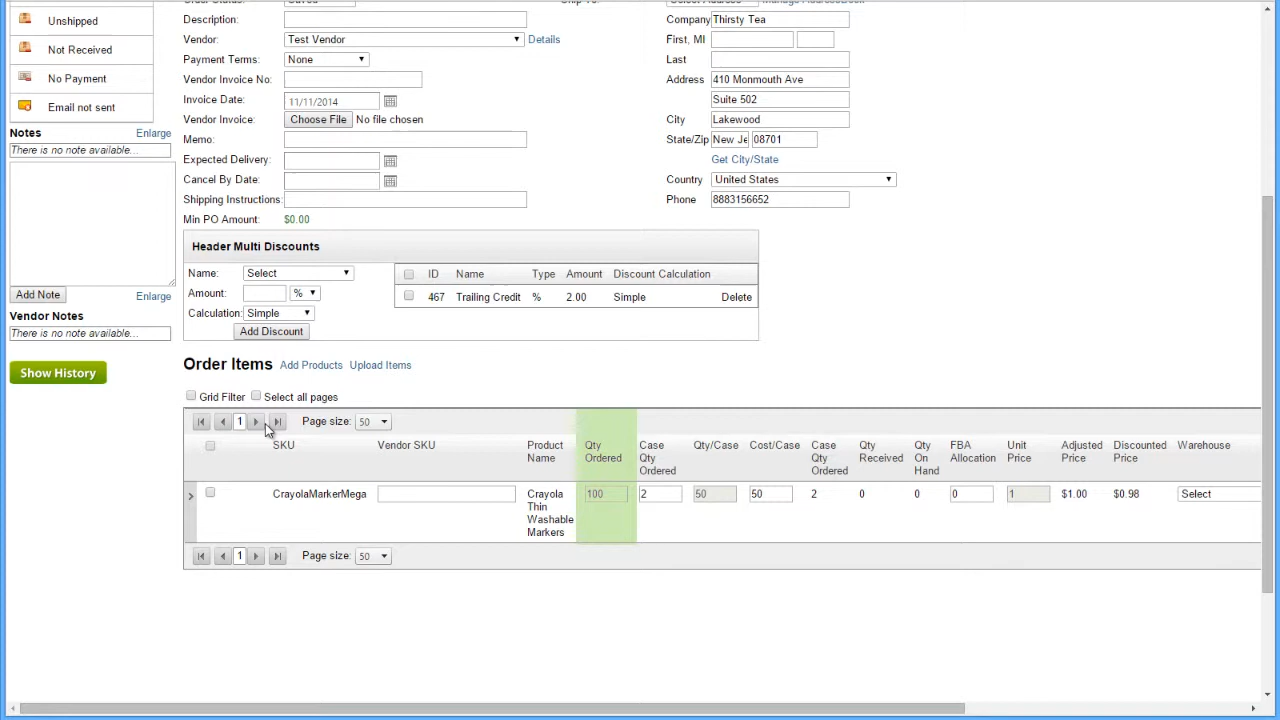 Unshipped
Not Received
No Payment
Email not sent
Notes Enlarge
There is no note available...
Add Note Enlarge
Vendor Notes
There is no note available...
Show History
Description:
Vendor: Test Vendor Details
Payment Terms: None
Vendor Invoice No:
Invoice Date: 11/11/2014
Vendor Invoice: Choose File No file chosen
Memo:
Expected Delivery:
Cancel By Date:
Shipping Instructions:
Min PO Amount: $0.00
Company Thirsty Tea
First, MI
Last
Address 410 Monmouth Ave
Suite 502
City Lakewood
State/Zip New Je 08701
Get City/State
Country United States
Phone 8883156652
Header Multi Discounts
Name: Select
Amount: %
Calculation: Simple
Add Discount
ID Name Type Amount Discount Calculation
467 Trailing Credit % 2.00 Simple Delete
Order Items Add Products Upload Items
Grid Filter Select all pages
1 Page size: 50
SKU Vendor SKU Product Name Qty Ordered Case Qty Ordered Qty/Case Cost/Case Case Qty Ordered Qty Received Qty On Hand FBA Allocation Unit Price Adjusted Price Discounted Price Warehouse
CrayolaMarkerMega Crayola Thin Washable Markers 100 2 50 50 2 0 0 0 1 $1.00 $0.98 Select
1 Page size: 50